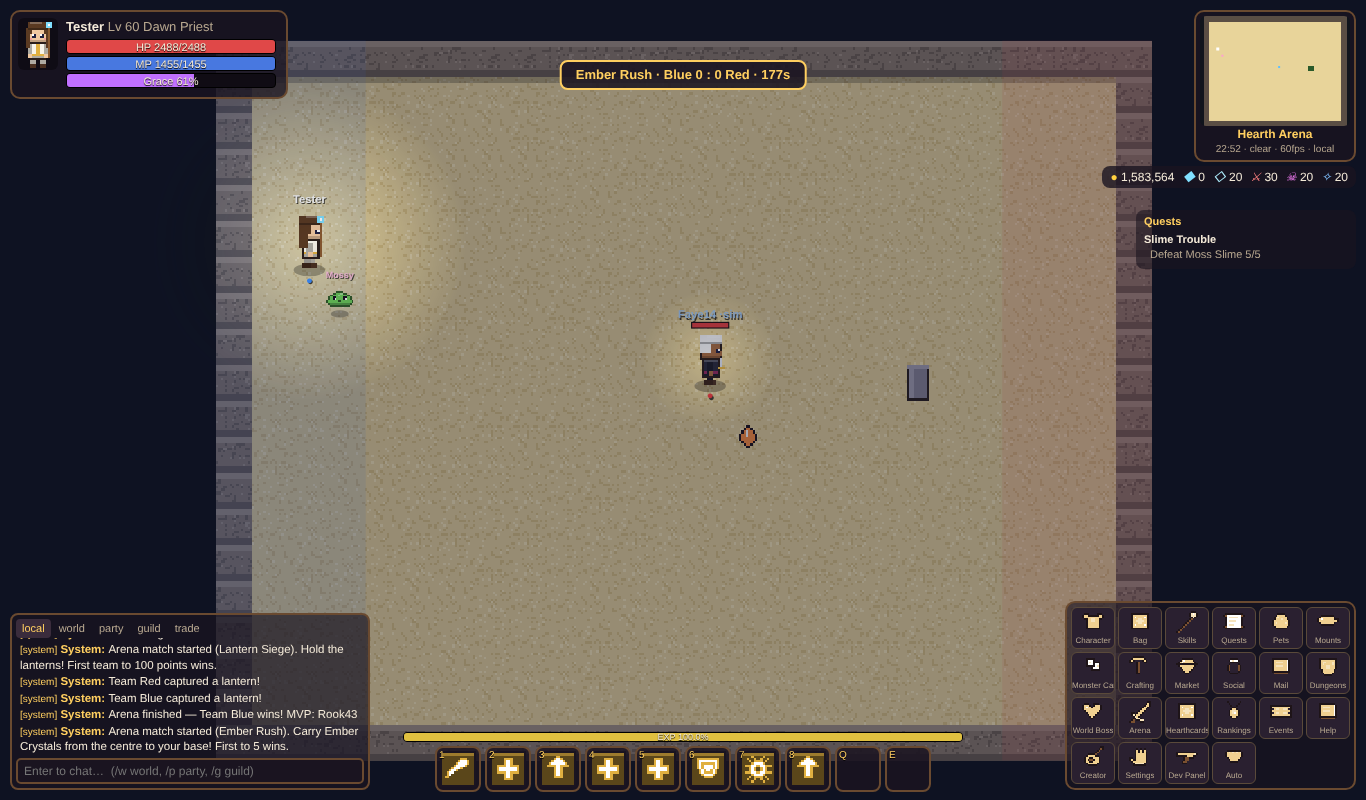 Tester Lv 60 Dawn Priest
HP 2488/2488
MP 1455/1455
Grace 61%
Ember Rush · Blue 0 : 0 Red · 177s
Hearth Arena
22:52 · clear · 60fps · local
1,583,564 0 20 30 20 20
Quests
Slime Trouble
Defeat Moss Slime 5/5
Tester
Mossy
Faye14 ·sim
local world party guild trade
[system] System: Arena match started (Lantern Siege). Hold the
lanterns! First team to 100 points wins.
[system] System: Team Red captured a lantern!
[system] System: Team Blue captured a lantern!
[system] System: Arena finished — Team Blue wins! MVP: Rook43
[system] System: Arena match started (Ember Rush). Carry Ember
Crystals from the centre to your base! First to 5 wins.
Enter to chat… (/w world, /p party, /g guild)
EXP 100.0%
1 2 3 4 5 6 7 8 Q E
Character Bag Skills Quests Pets Mounts
Monster Ca Crafting Market Social Mail Dungeons
World Boss Arena Hearthcards Rankings Events Help
Creator Settings Dev Panel Auto